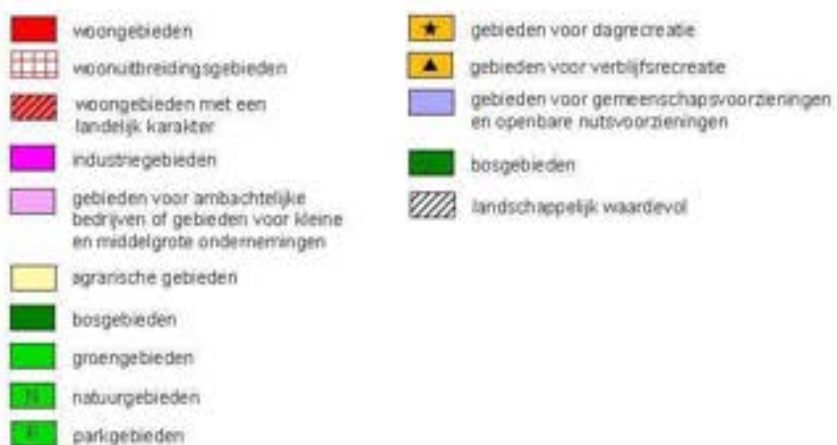 woongebieden
woonuitbreidingsgebieden
woongebieden met een
landelijk karakter
industriegebieden
gebieden voor ambachtelijke
bedrijven of gebieden voor kleine
en middelgrote ondernemingen
agrarische gebieden
bosgebieden
groengebieden
N
natuurgebieden
P
parkgebieden
gebieden voor dagrecreatie
gebieden voor verblijfsrecreatie
gebieden voor gemeenschapsvoorzieningen
en openbare nutsvoorzieningen
bosgebieden
landschappelijk waardevol